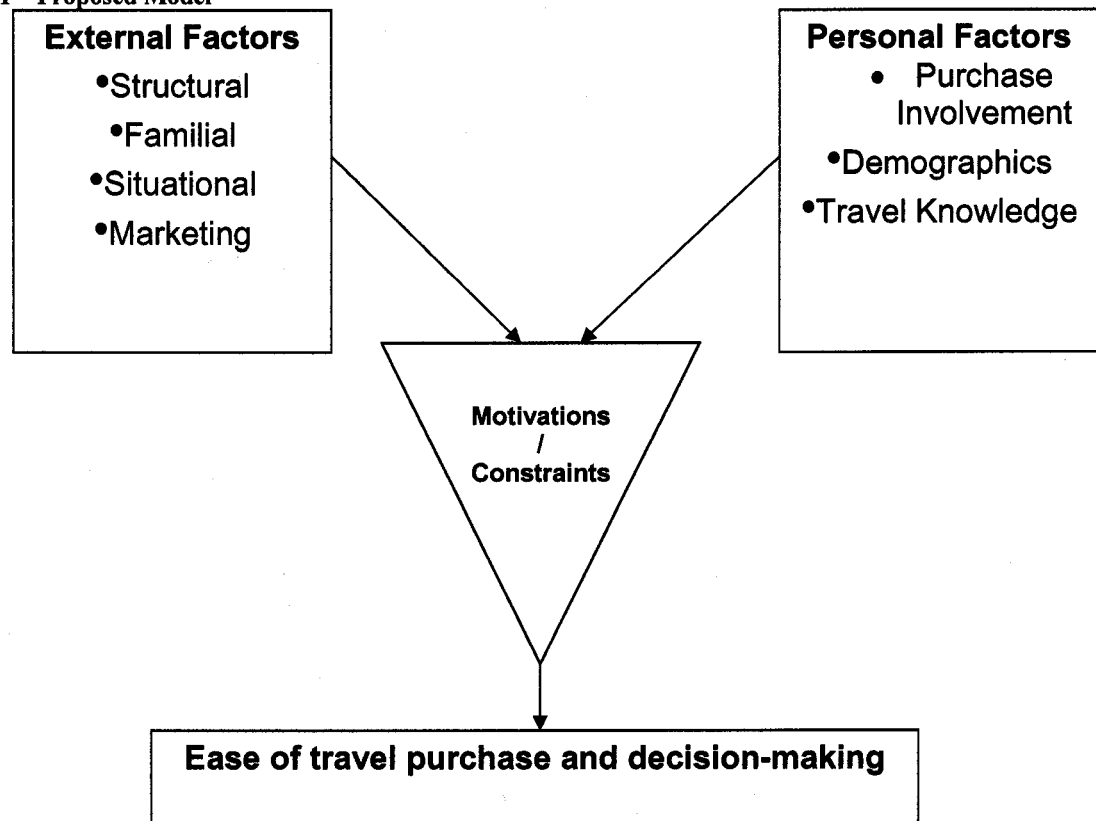 Proposed Model
External Factors
•Structural
•Familial
•Situational
•Marketing
Personal Factors
• Purchase
Involvement
•Demographics
•Travel Knowledge
Motivations
/
Constraints
Ease of travel purchase and decision-making